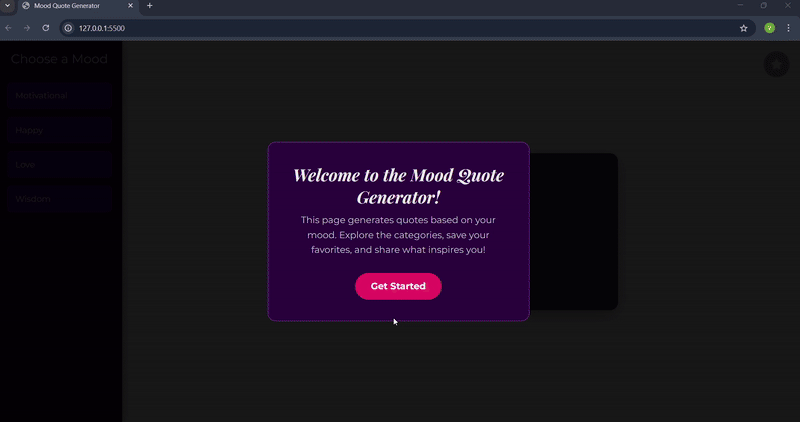 Mood Quote Generator
127.0.0.1:5500
Choose a Mood
Motivational
Happy
Love
Wisdom
Welcome to the Mood Quote
Generator!
This page generates quotes based on your
mood. Explore the categories, save your
favorites, and share what inspires you!
Get Started